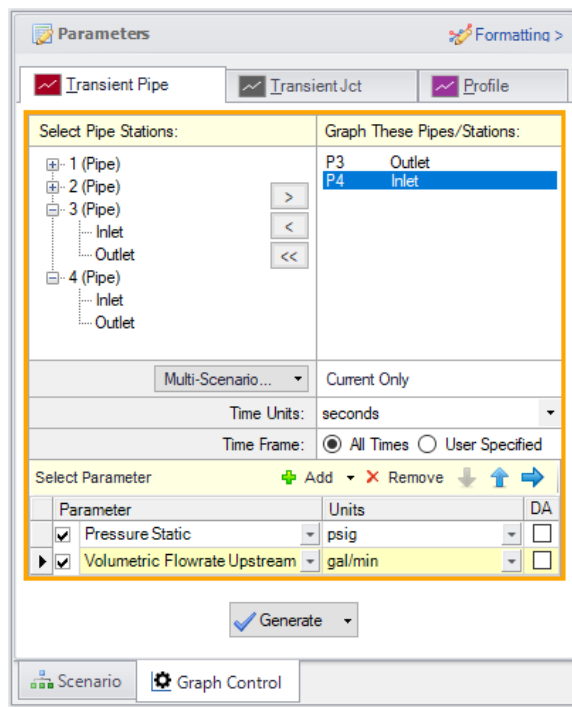 Parameters Formatting >
Transient Pipe Transient Jct Profile
Select Pipe Stations: Graph These Pipes/Stations:
1 (Pipe) P3 Outlet
2 (Pipe) P4 Inlet
3 (Pipe) >
Inlet <
Outlet <<
4 (Pipe)
Inlet
Outlet
Multi-Scenario... Current Only
Time Units: seconds
Time Frame: All Times User Specified
Select Parameter Add Remove
Parameter Units DA
Pressure Static psig
Volumetric Flowrate Upstream gal/min
Generate
Scenario Graph Control